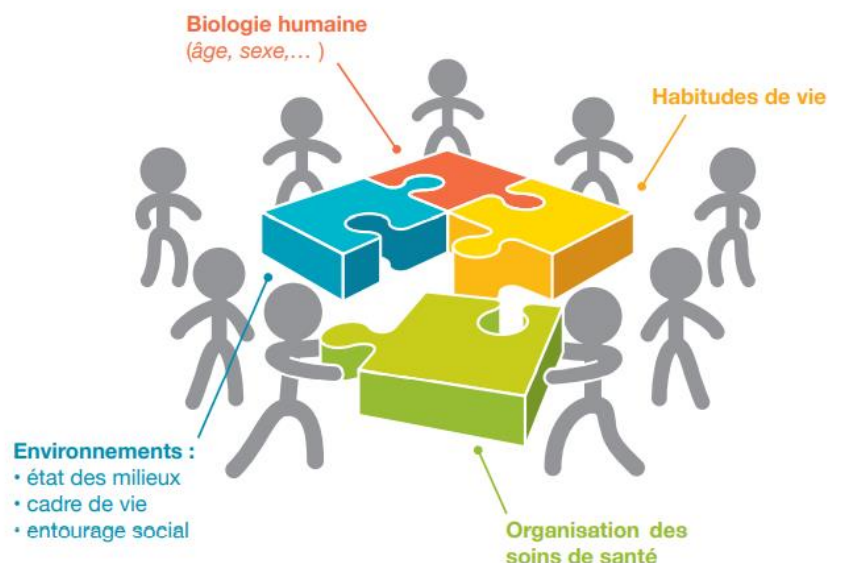 Biologie humaine
(âge, sexe,... )
Habitudes de vie
Environnements :
• état des milieux
• cadre de vie
• entourage social
Organisation des
soins de santé